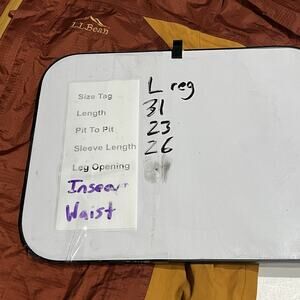 L.L.Bean
Size Tag L reg
Length 31
Pit To Pit 23
Sleeve Length 26
Leg Opening
Inseam
Waist